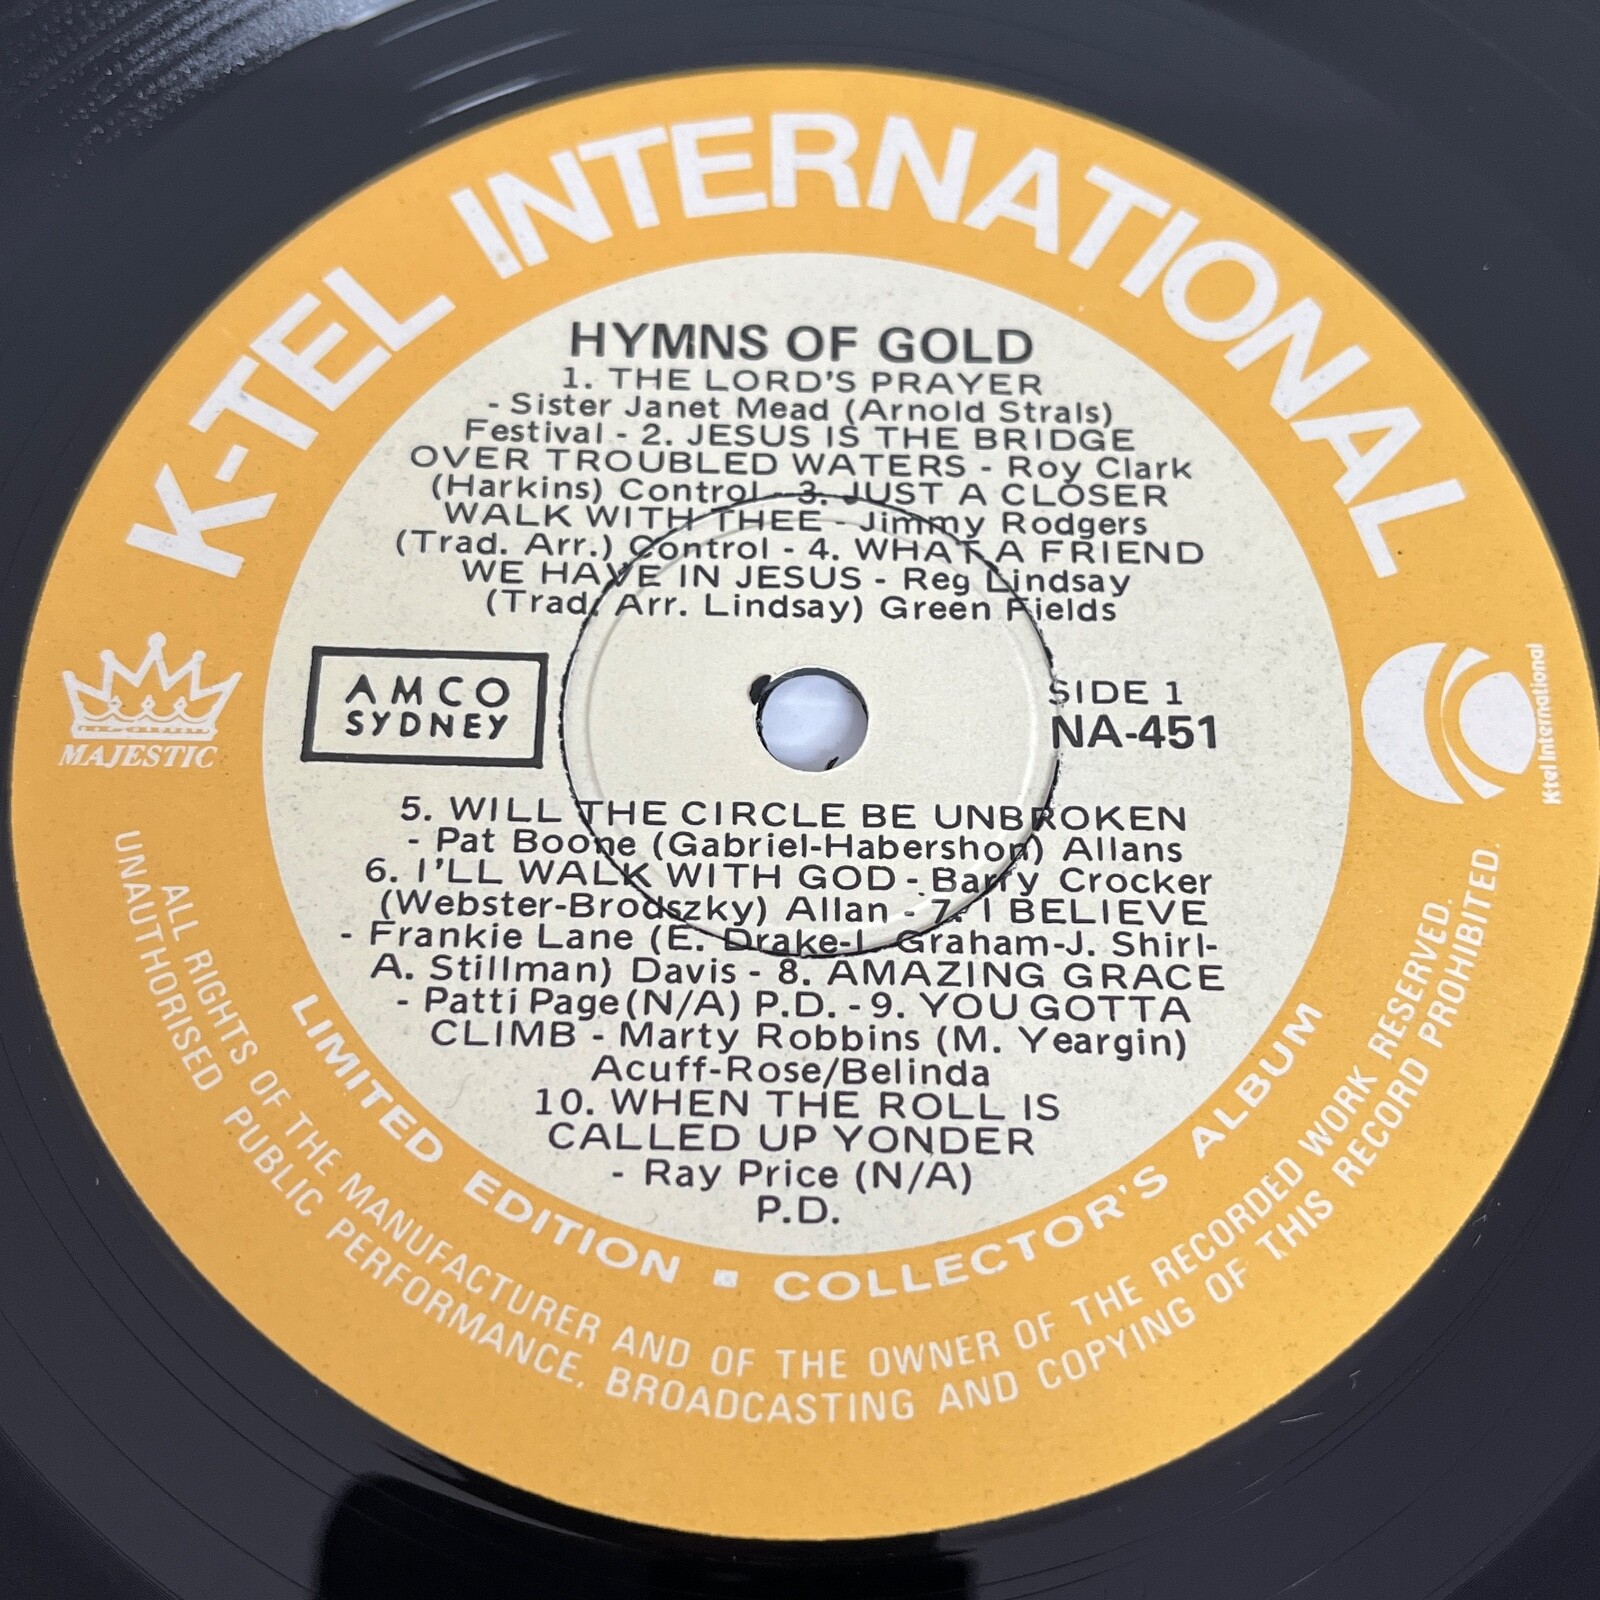 K-TEL INTERNATIONAL
HYMNS OF GOLD
1. THE LORD'S PRAYER
- Sister Janet Mead (Arnold Strals)
Festival - 2. JESUS IS THE BRIDGE
OVER TROUBLED WATERS - Roy Clark
(Harkins) Control - 3. JUST A CLOSER
WALK WITH THEE - Jimmy Rodgers
(Trad. Arr.) Control - 4. WHAT A FRIEND
WE HAVE IN JESUS - Reg Lindsay
(Trad. Arr. Lindsay) Green Fields
AMCO
SYDNEY
SIDE 1
NA-451
MAJESTIC
K-tel International
5. WILL THE CIRCLE BE UNBROKEN
- Pat Boone (Gabriel-Habershon) Allans
6. I'LL WALK WITH GOD - Barry Crocker
(Webster-Brodszky) Allan - 7. I BELIEVE
- Frankie Lane (E. Drake-I. Graham-J. Shirl-
A. Stillman) Davis - 8. AMAZING GRACE
- Patti Page (N/A) P.D. - 9. YOU GOTTA
CLIMB - Marty Robbins (M. Yeargin)
Acuff-Rose/Belinda
10. WHEN THE ROLL IS
CALLED UP YONDER
- Ray Price (N/A)
P.D.
LIMITED EDITION ▪ COLLECTOR'S ALBUM
ALL RIGHTS OF THE MANUFACTURER AND OF THE OWNER OF THE RECORDED WORK RESERVED.
UNAUTHORISED PUBLIC PERFORMANCE, BROADCASTING AND COPYING OF THIS RECORD PROHIBITED.